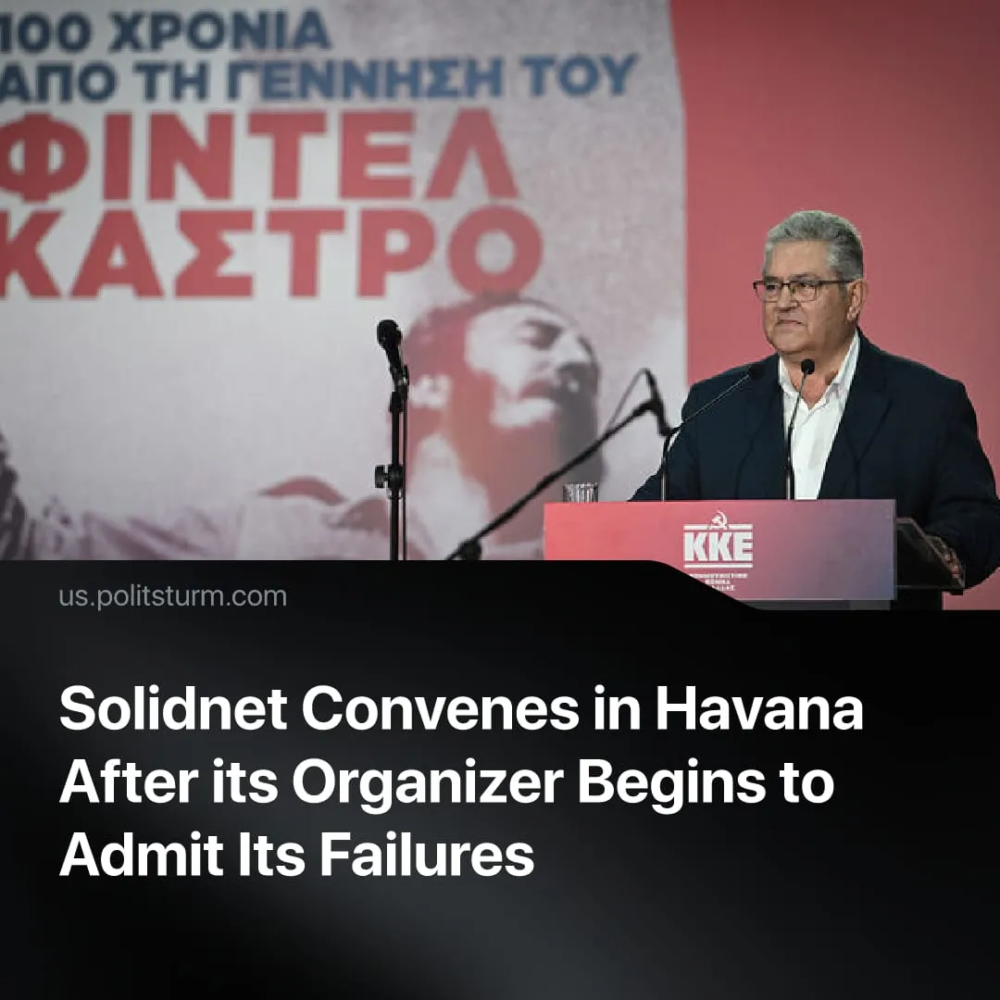 100 ΧΡΟΝΙΑ
ΑΠΟ ΤΗ ΓΕΝΝΗΣΗ ΤΟΥ
ΦΙΝΤΕΛ
ΚΑΣΤΡΟ
ΚΚΕ
us.politsturm.com
Solidnet Convenes in Havana
After its Organizer Begins to
Admit Its Failures